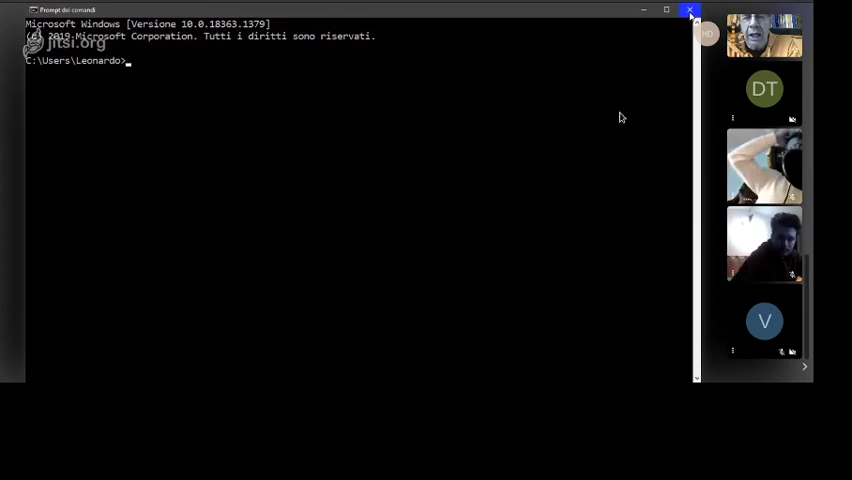 Prompt dei comandi
Microsoft Windows [Versione 10.0.18363.1379]
(c) 2019 Microsoft Corporation. Tutti i diritti sono riservati.
jitsi.org
C:\Users\Leonardo>
HD
DT
V